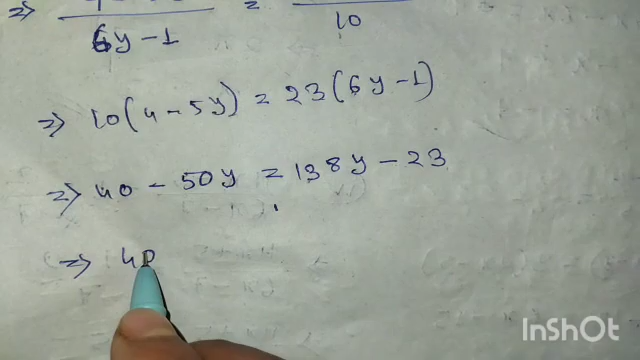 ⇒ 6y-1 = 10
⇒ 10(4-5y) = 23(6y-1)
⇒ 40 - 50y = 138y - 23
⇒ 40
InShOt